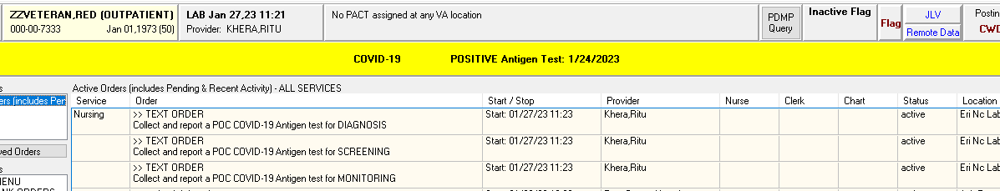 ZZVETERAN,RED (OUTPATIENT)
000-00-7333 Jan 01,1973 (50)
LAB Jan 27,23 11:21
Provider: KHERA,RITU
No PACT assigned at any VA location
PDMP
Query
Inactive Flag
Flag
JLV
Remote Data
Postin
CWD
COVID-19 POSITIVE Antigen Test: 1/24/2023
s
ers (includes Pen
ved Orders
s
MENU
Active Orders (includes Pending & Recent Activity) - ALL SERVICES
Service Order Start / Stop Provider Nurse Clerk Chart Status Location
Nursing >> TEXT ORDER Start: 01/27/23 11:23 Khera,Ritu active Eri Nc Lab
Collect and report a POC COVID-19 Antigen test for DIAGNOSIS
>> TEXT ORDER Start: 01/27/23 11:23 Khera,Ritu active Eri Nc Lab
Collect and report a POC COVID-19 Antigen test for SCREENING
>> TEXT ORDER Start: 01/27/23 11:23 Khera,Ritu active Eri Nc Lab
Collect and report a POC COVID-19 Antigen test for MONITORING